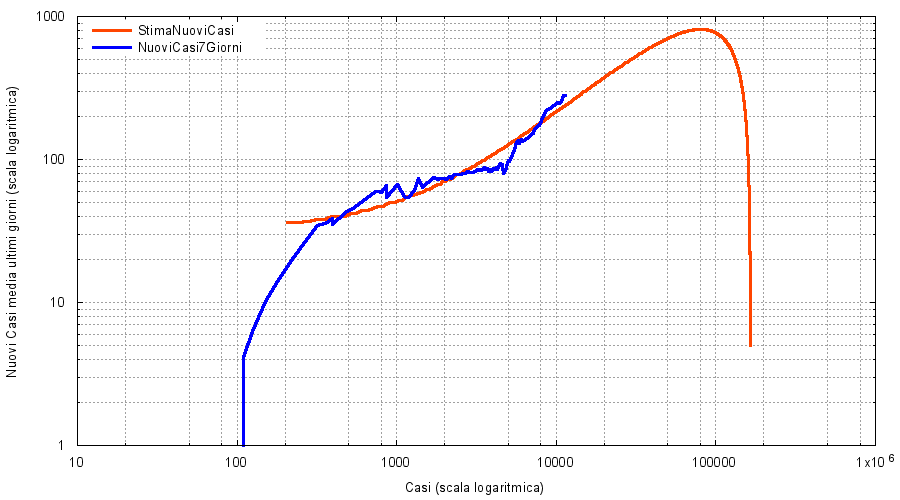 1000
StimaNuoviCasi
NuoviCasi7Giorni
100
10
1
Nuovi Casi media ultimi giorni (scala logaritmica)
10 100 1000 10000 100000 1x10^6
Casi (scala logaritmica)